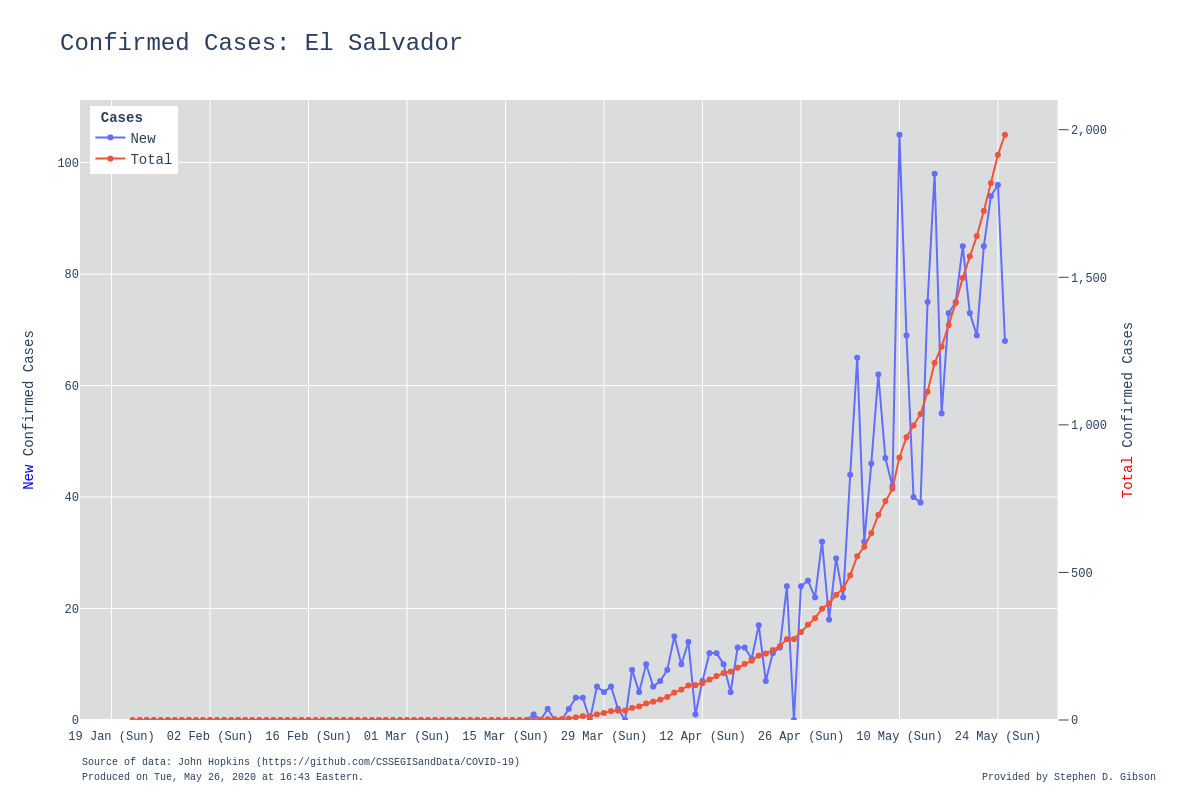 Confirmed Cases: El Salvador
Cases
New
Total
100
80
60
40
20
0
2,000
1,500
1,000
500
0
New Confirmed Cases
Total Confirmed Cases
19 Jan (Sun) 02 Feb (Sun) 16 Feb (Sun) 01 Mar (Sun) 15 Mar (Sun) 29 Mar (Sun) 12 Apr (Sun) 26 Apr (Sun) 10 May (Sun) 24 May (Sun)
Source of data: John Hopkins (https://github.com/CSSEGISandData/COVID-19)
Produced on Tue, May 26, 2020 at 16:43 Eastern.
Provided by Stephen D. Gibson